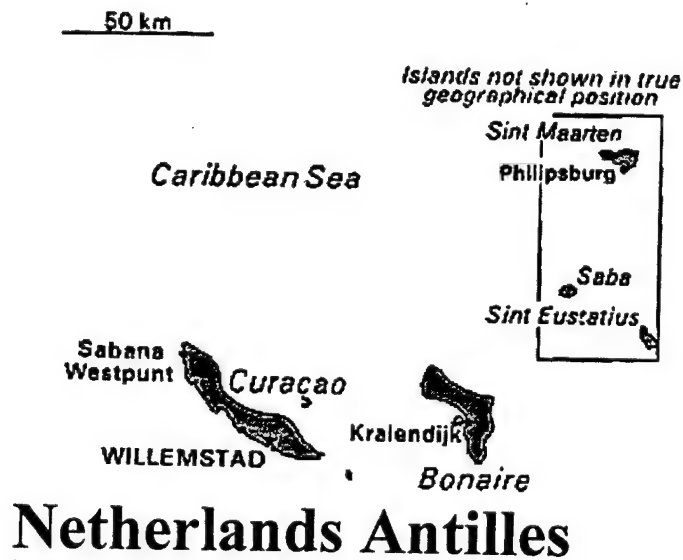 50 km
Islands not shown in true
geographical position
Sint Maarten
Philipsburg
Caribbean Sea
Saba
Sint Eustatius
Sabana
Westpunt
Curaçao
Kralendijk
WILLEMSTAD
Bonaire
Netherlands Antilles